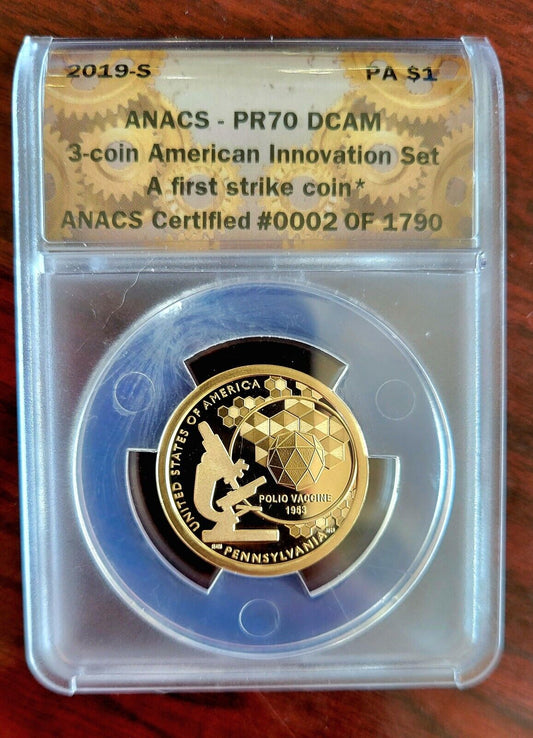 2019-S PA $1
ANACS - PR70 DCAM
3-coin American Innovation Set
A first strike coin*
ANACS Certified #0002 OF 1790
UNITED STATES OF AMERICA
POLIO VACCINE
1953
PENNSYLVANIA